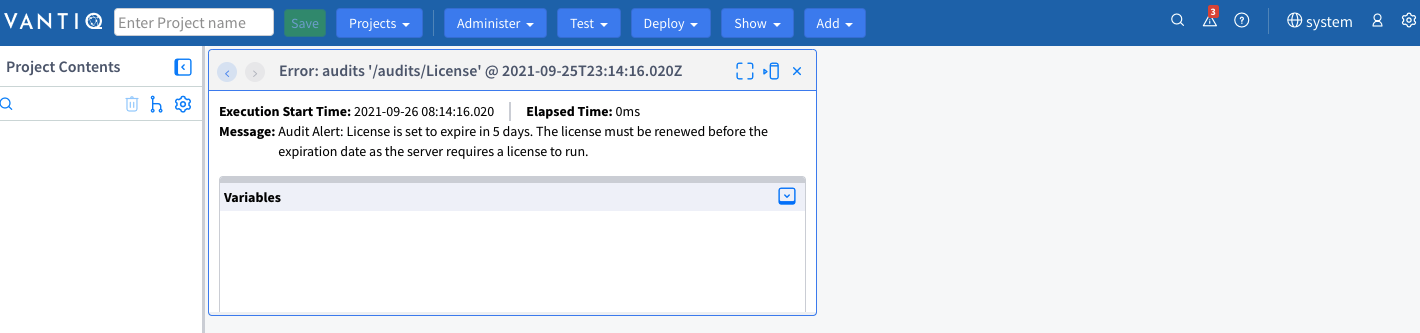 VANTIQ Enter Project name Save Projects Administer Test Deploy Show Add 3 system
Project Contents
Error: audits '/audits/License' @ 2021-09-25T23:14:16.020Z
Execution Start Time: 2021-09-26 08:14:16.020 Elapsed Time: 0ms
Message: Audit Alert: License is set to expire in 5 days. The license must be renewed before the
expiration date as the server requires a license to run.
Variables